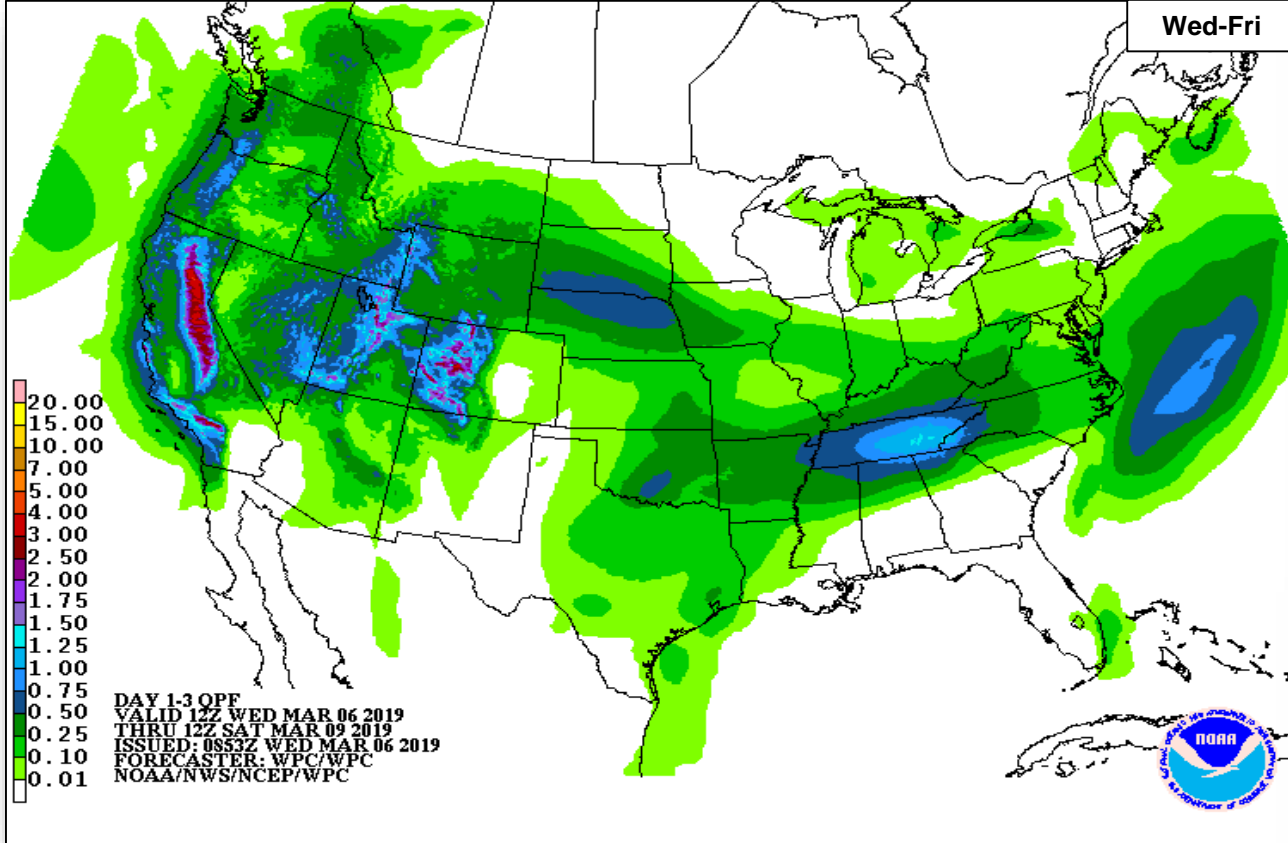 Wed-Fri
20.00
15.00
10.00
7.00
5.00
4.00
3.00
2.50
2.00
1.75
1.50
1.25
1.00
0.75
0.50
0.25
0.10
0.01
DAY 1-3 QPF
VALID 12Z WED MAR 06 2019
THRU 12Z SAT MAR 09 2019
ISSUED: 0853Z WED MAR 06 2019
FORECASTER: WPC/WPC
NOAA/NWS/NCEP/WPC
NOAA